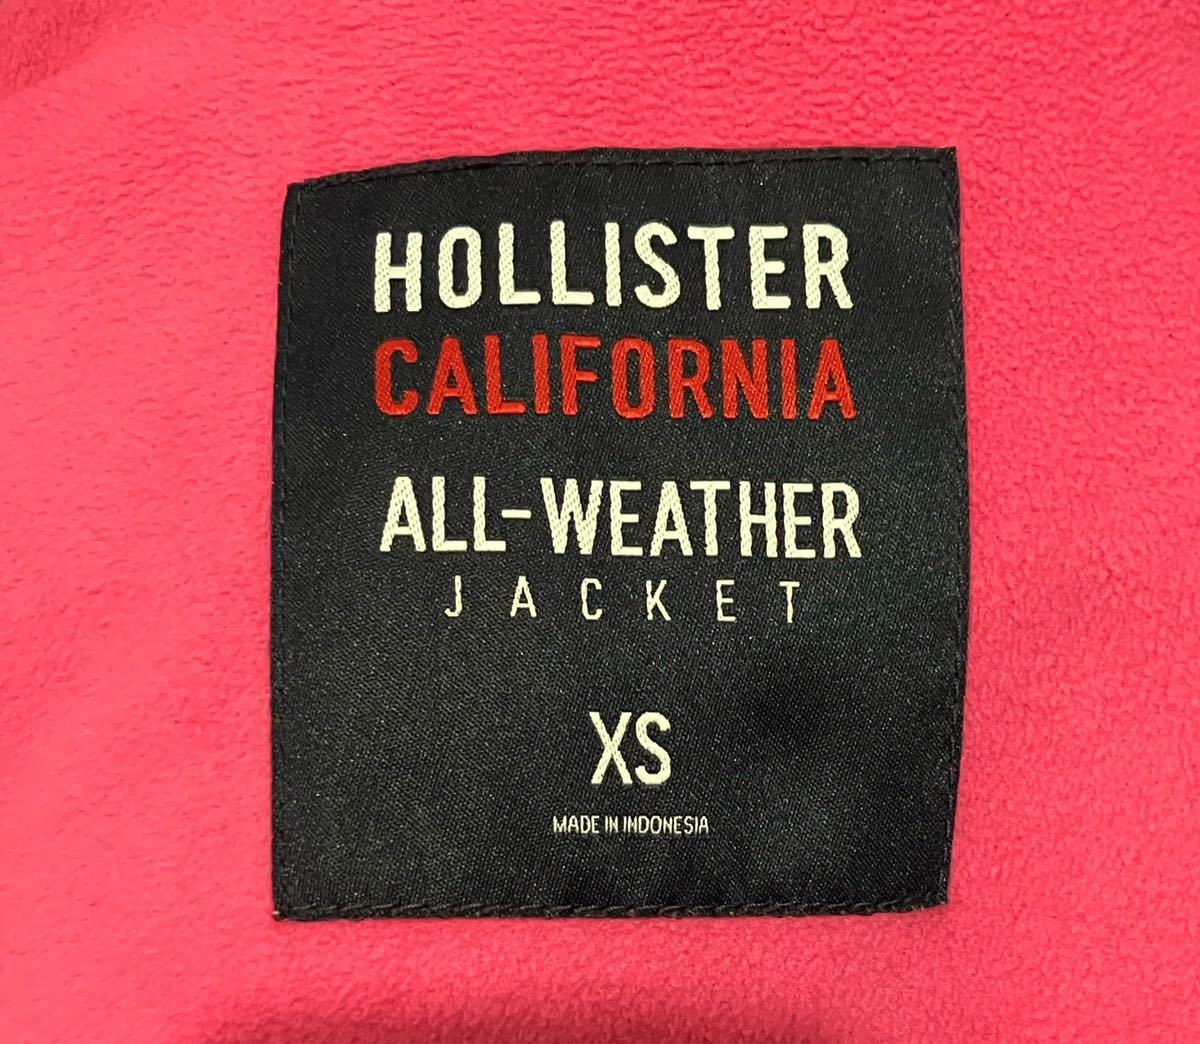 HOLLISTER
CALIFORNIA
ALL-WEATHER
JACKET
XS
MADE IN INDONESIA